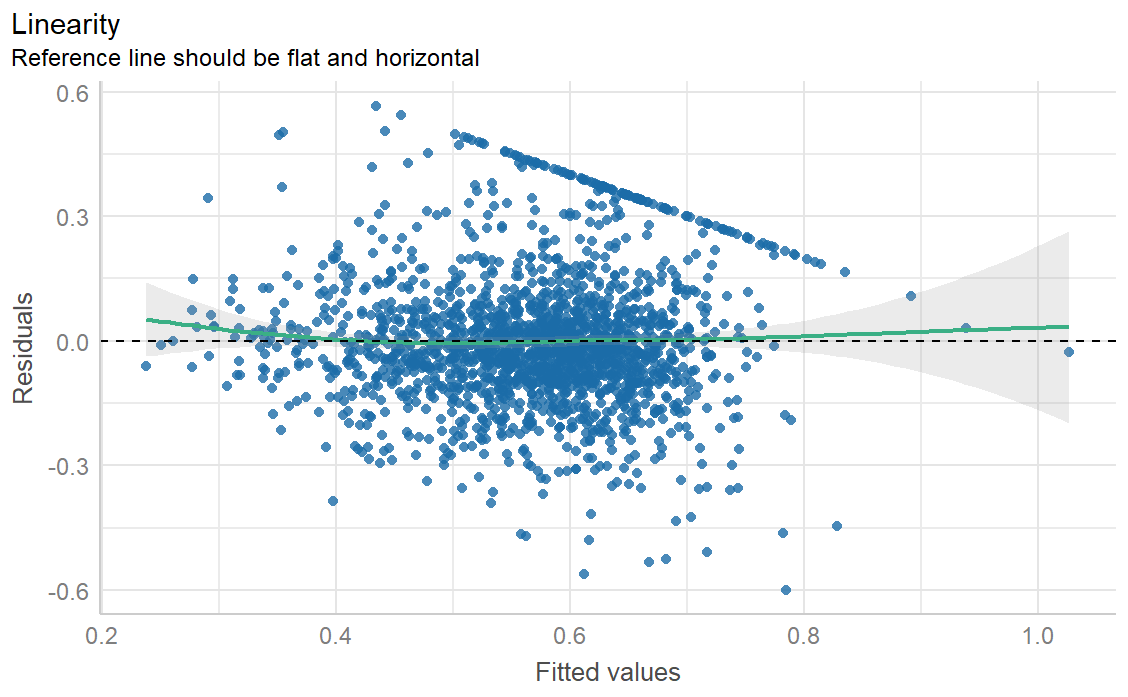 Linearity
Reference line should be flat and horizontal
0.6
0.3
0.0
-0.3
-0.6
Residuals
0.2 0.4 0.6 0.8 1.0
Fitted values